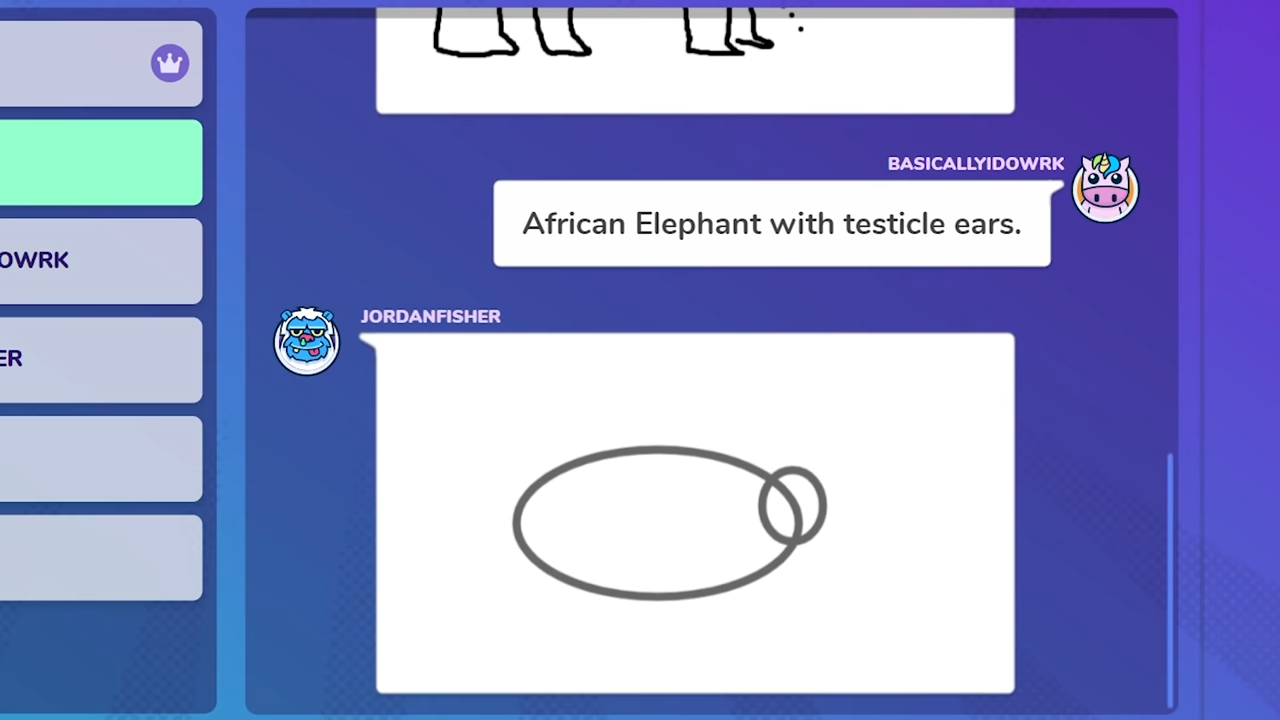 OWRK
ER
BASICALLYIDOWRK
African Elephant with testicle ears.
JORDANFISHER